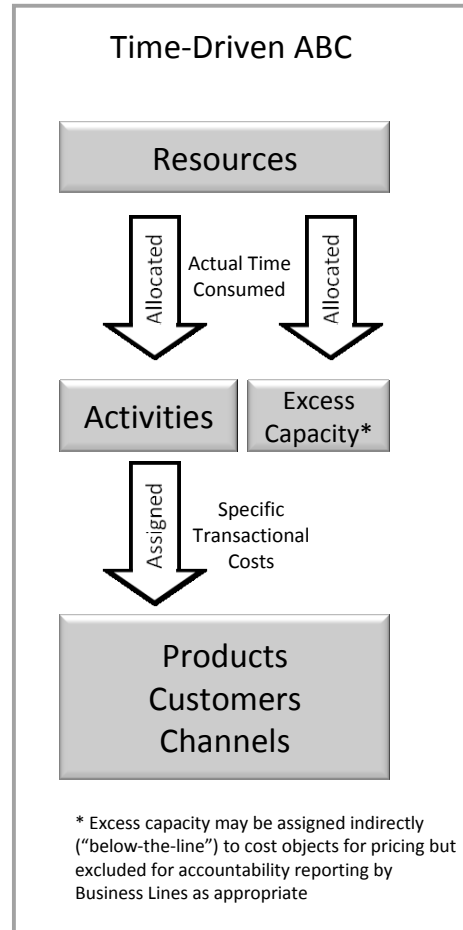 Time-Driven ABC
Resources
Allocated
Actual Time
Consumed
Allocated
Activities
Excess
Capacity*
Assigned
Specific
Transactional
Costs
Products
Customers
Channels
* Excess capacity may be assigned indirectly
("below-the-line") to cost objects for pricing but
excluded for accountability reporting by
Business Lines as appropriate